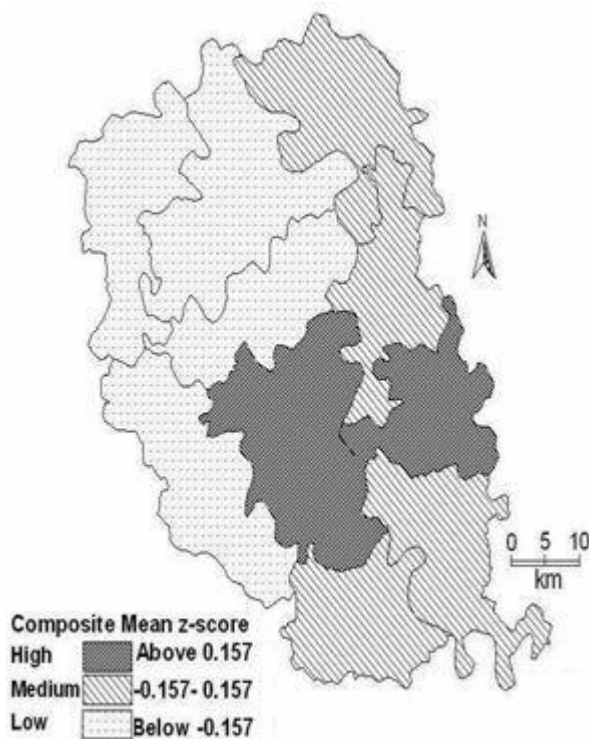 N
0 5 10
km
Composite Mean z-score
High Above 0.157
Medium -0.157- 0.157
Low Below -0.157